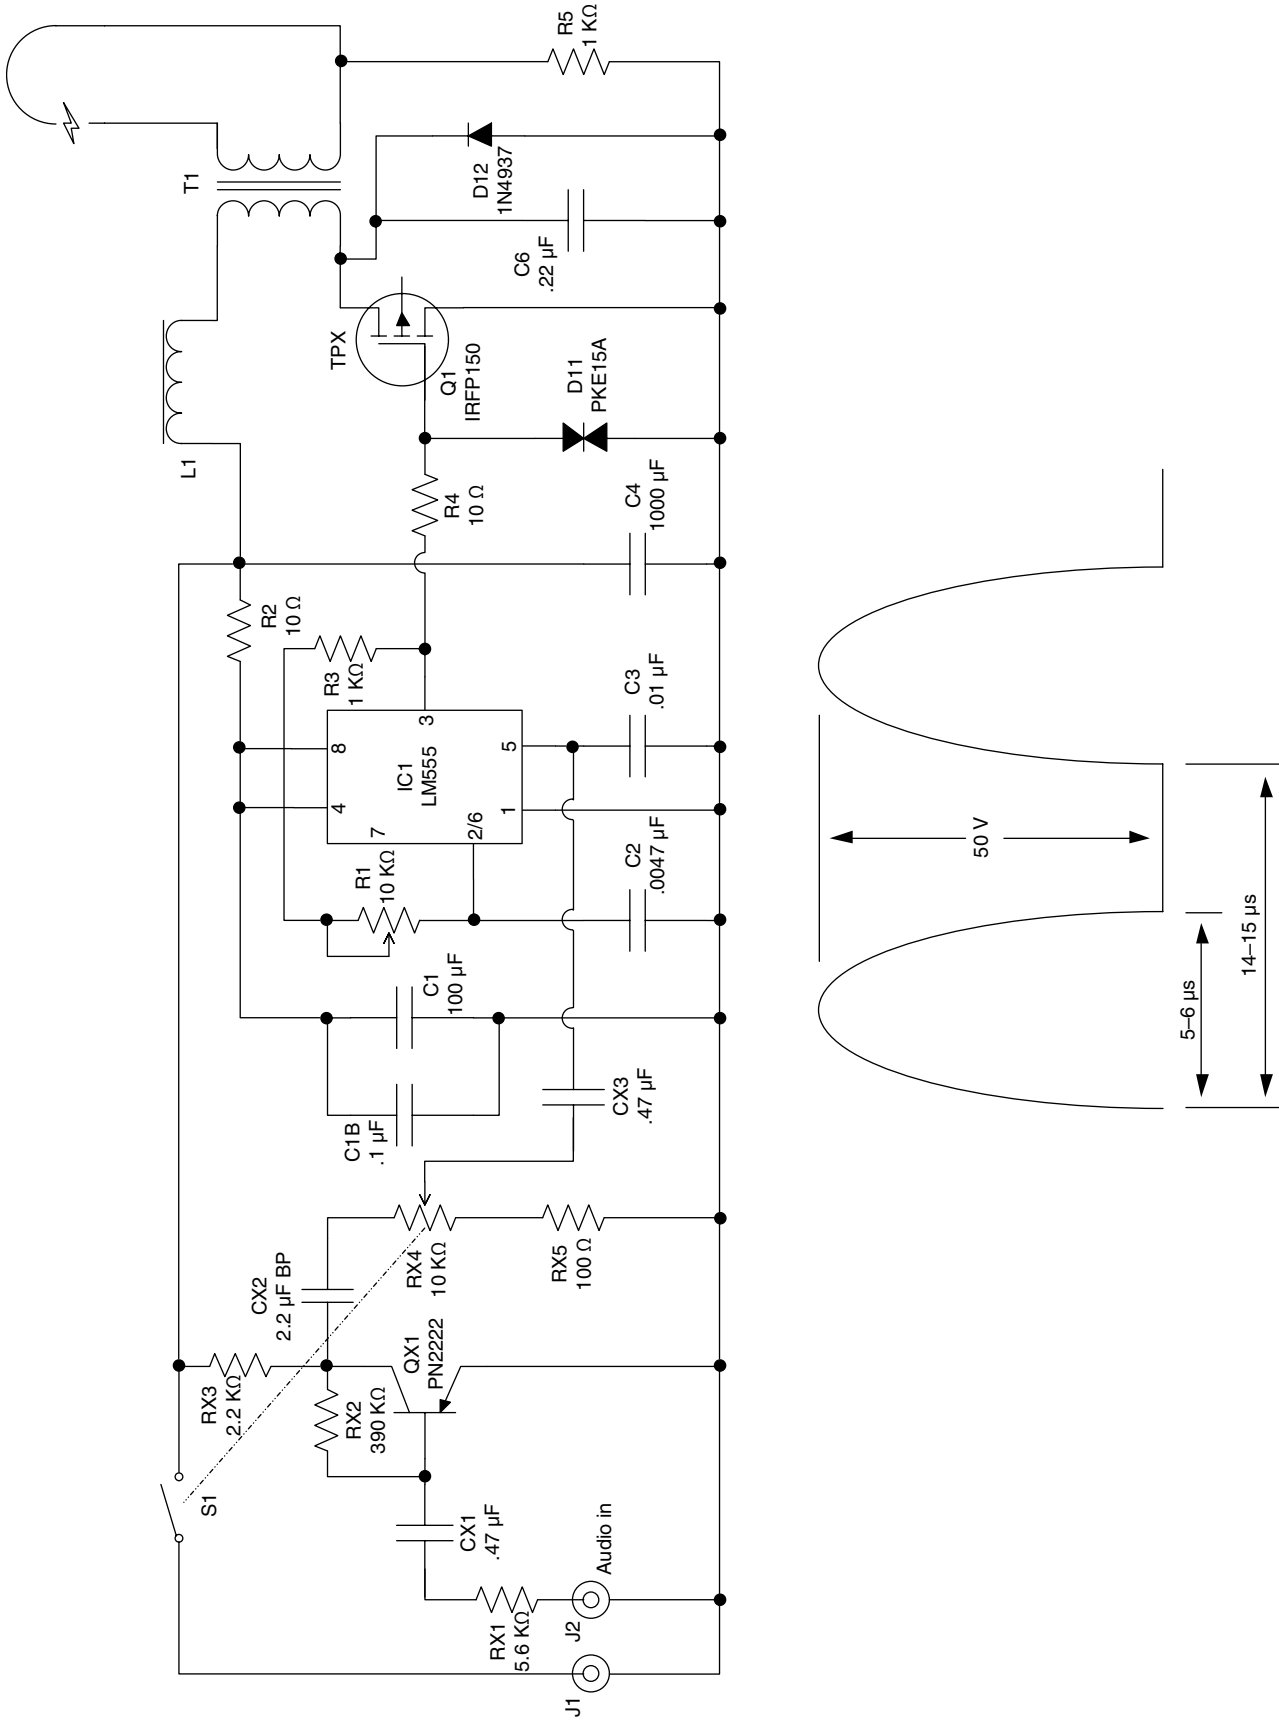 J1
J2
Audio in
RX1
5.6 KΩ
CX1
.47 µF
S1
RX3
2.2 KΩ
RX2
390 KΩ
QX1
PN2222
CX2
2.2 µF BP
RX4
10 KΩ
RX5
100 Ω
C1B
.1 µF
C1
100 µF
CX3
.47 µF
R1
10 KΩ
C2
.0047 µF
7
2/6
4
8
IC1
LM555
1
5
3
R3
1 KΩ
R2
10 Ω
C3
.01 µF
C4
1000 µF
R4
10 Ω
L1
D11
PKE15A
Q1
IRFP150
TPX
C6
.22 µF
D12
1N4937
T1
R5
1 KΩ
50 V
5–6 µs
14–15 µs